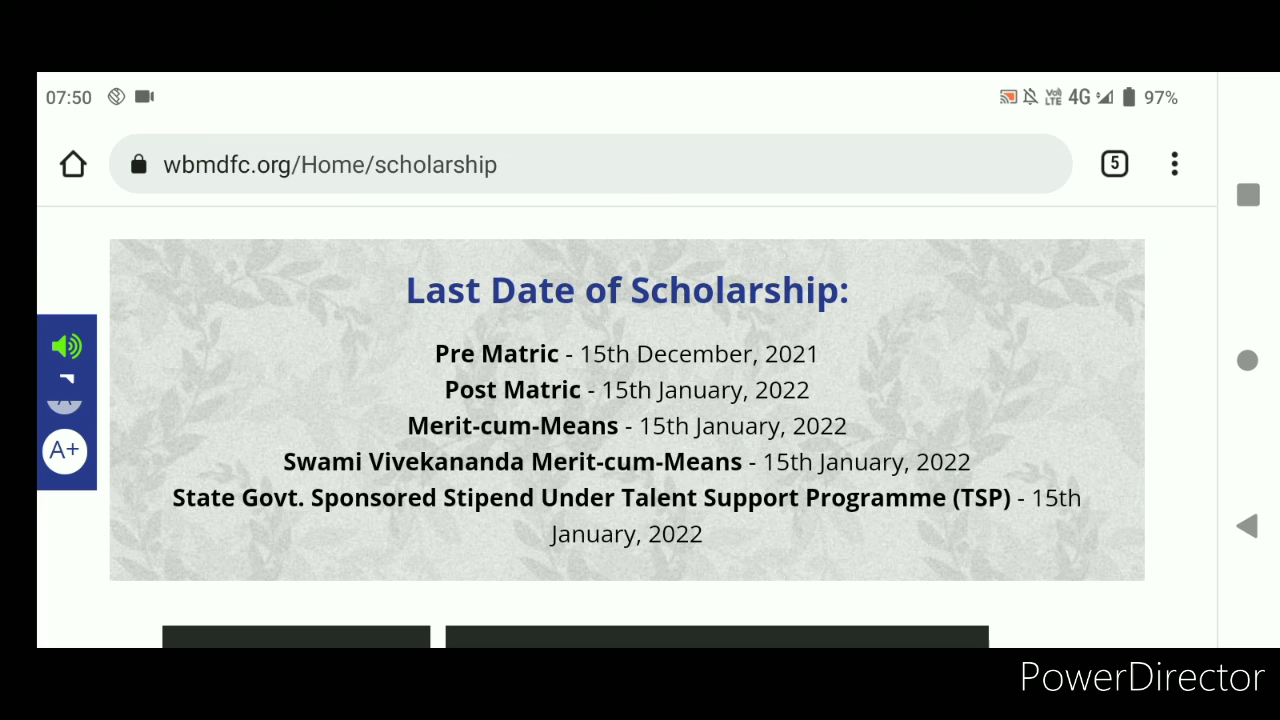 07:50 4G 97%
wbmdfc.org/Home/scholarship 5
Last Date of Scholarship:
Pre Matric - 15th December, 2021
Post Matric - 15th January, 2022
Merit-cum-Means - 15th January, 2022
A+
Swami Vivekananda Merit-cum-Means - 15th January, 2022
State Govt. Sponsored Stipend Under Talent Support Programme (TSP) - 15th
January, 2022
PowerDirector